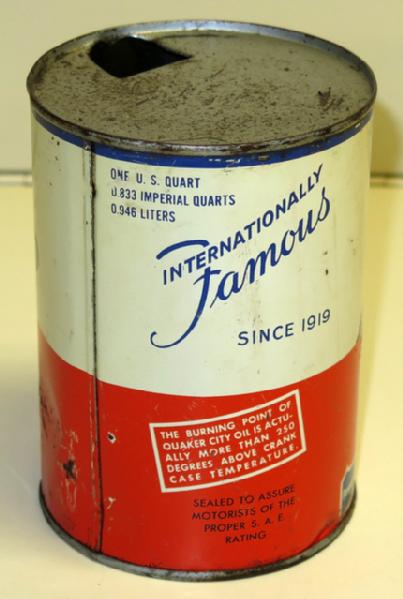 ONE U. S. QUART
0.833 IMPERIAL QUARTS
0.946 LITERS
INTERNATIONALLY
Famous
SINCE 1919
THE BURNING POINT OF
QUAKER CITY OIL IS ACTU-
ALLY MORE THAN 250
DEGREES ABOVE CRANK
CASE TEMPERATURE.
SEALED TO ASSURE
MOTORISTS OF THE
PROPER S. A. E.
RATING